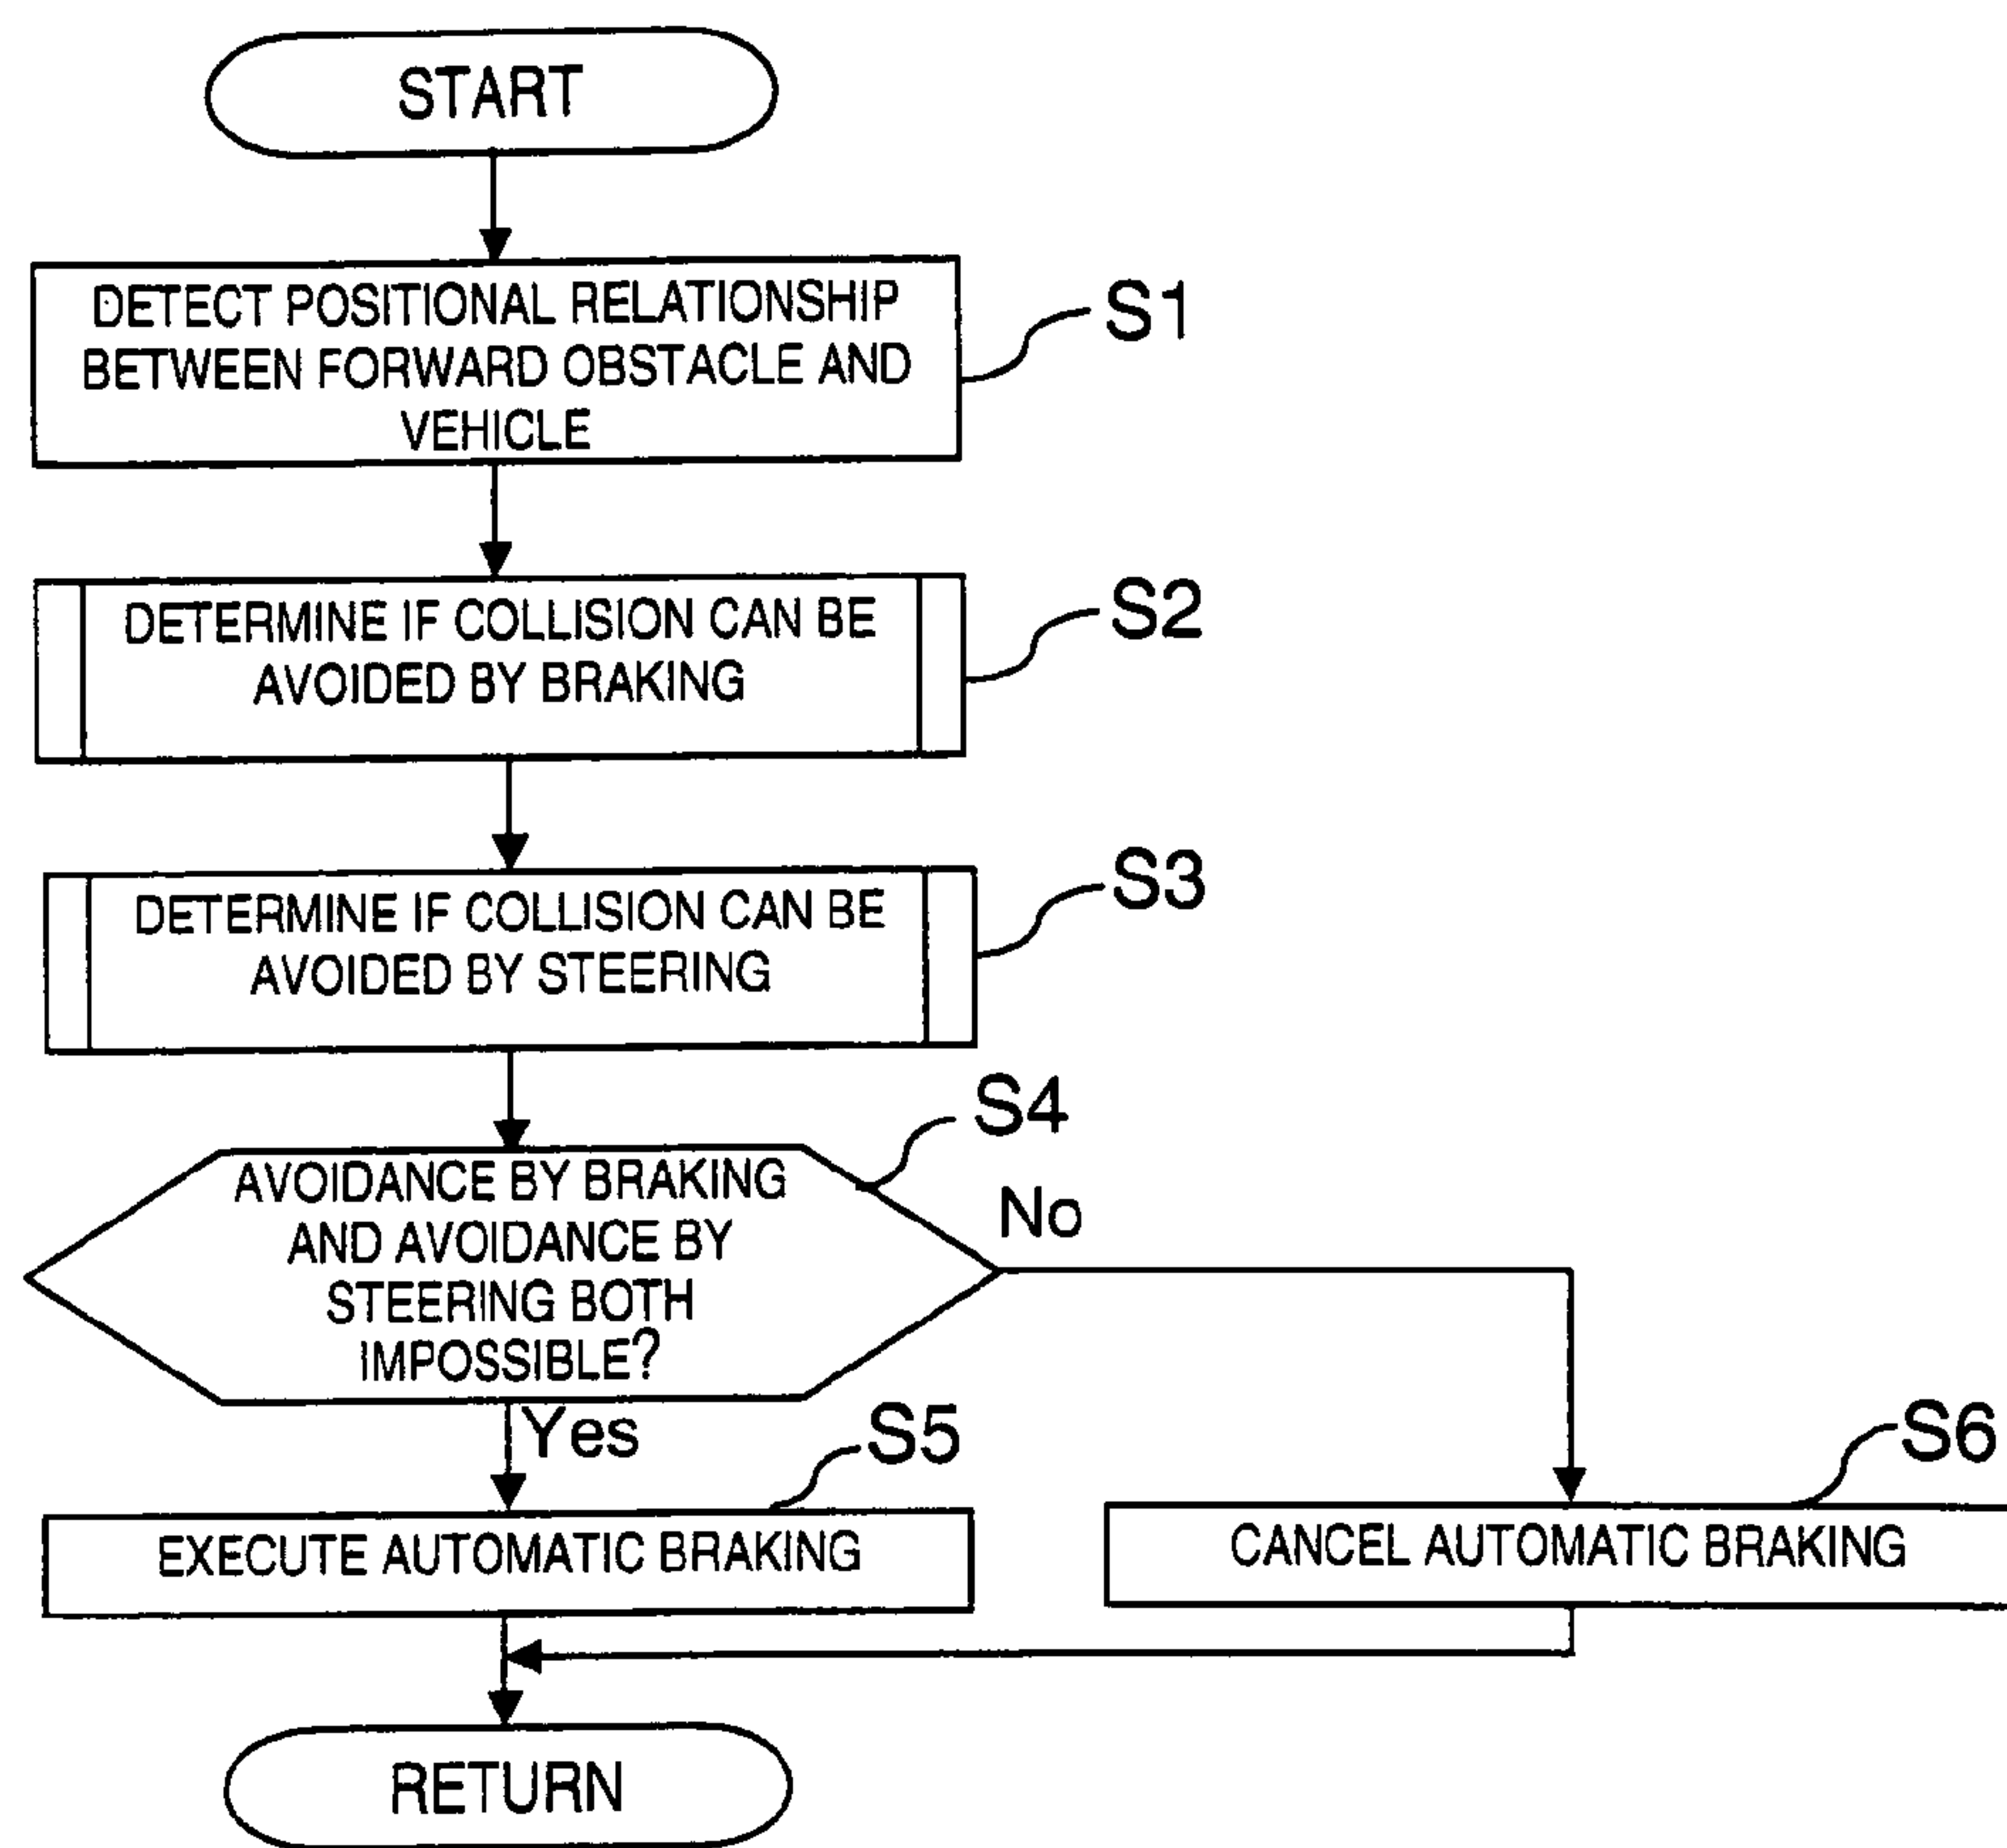 START
DETECT POSITIONAL RELATIONSHIP
BETWEEN FORWARD OBSTACLE AND
VEHICLE
S1
DETERMINE IF COLLISION CAN BE
AVOIDED BY BRAKING
S2
DETERMINE IF COLLISION CAN BE
AVOIDED BY STEERING
S3
AVOIDANCE BY BRAKING
AND AVOIDANCE BY
STEERING BOTH
IMPOSSIBLE?
S4
No
Yes
S5
EXECUTE AUTOMATIC BRAKING
S6
CANCEL AUTOMATIC BRAKING
RETURN